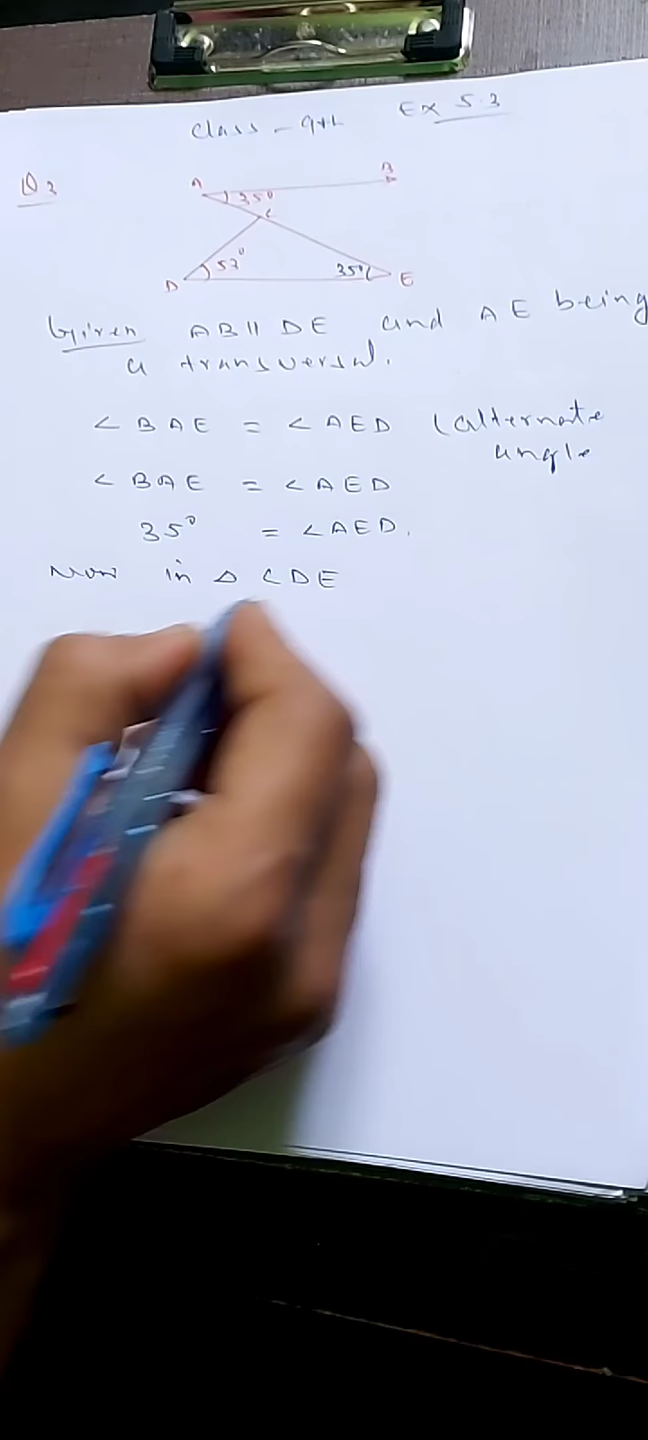 Class - 9th Ex 5.3
Q3
A B
35°
C
53°
35°
D E
Given AB || DE and AE being
a transversal.
∠BAE = ∠AED (alternate
angle
∠BAE = ∠AED
35° = ∠AED.
Now in △ CDE